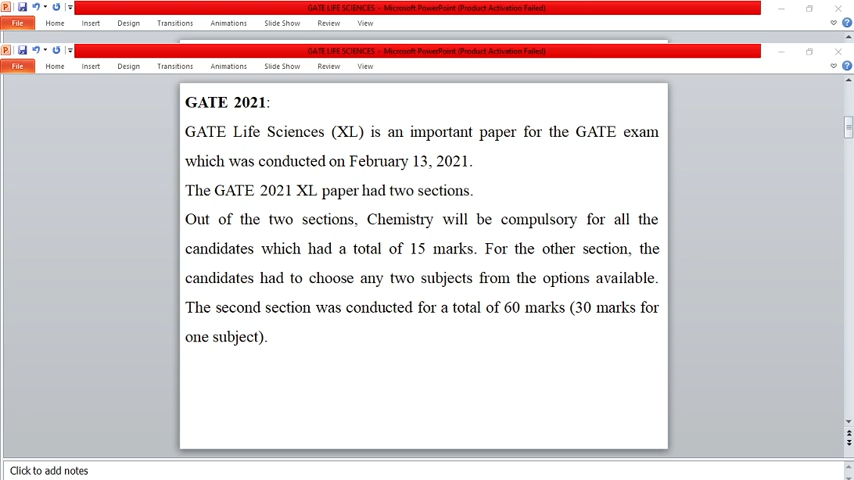 GATE LIFE SCIENCES - Microsoft PowerPoint (Product Activation Failed)
File Home Insert Design Transitions Animations Slide Show Review View
GATE LIFE SCIENCES - Microsoft PowerPoint (Product Activation Failed)
File Home Insert Design Transitions Animations Slide Show Review View
GATE 2021:
GATE Life Sciences (XL) is an important paper for the GATE exam
which was conducted on February 13, 2021.
The GATE 2021 XL paper had two sections.
Out of the two sections, Chemistry will be compulsory for all the
candidates which had a total of 15 marks. For the other section, the
candidates had to choose any two subjects from the options available.
The second section was conducted for a total of 60 marks (30 marks for
one subject).
Click to add notes